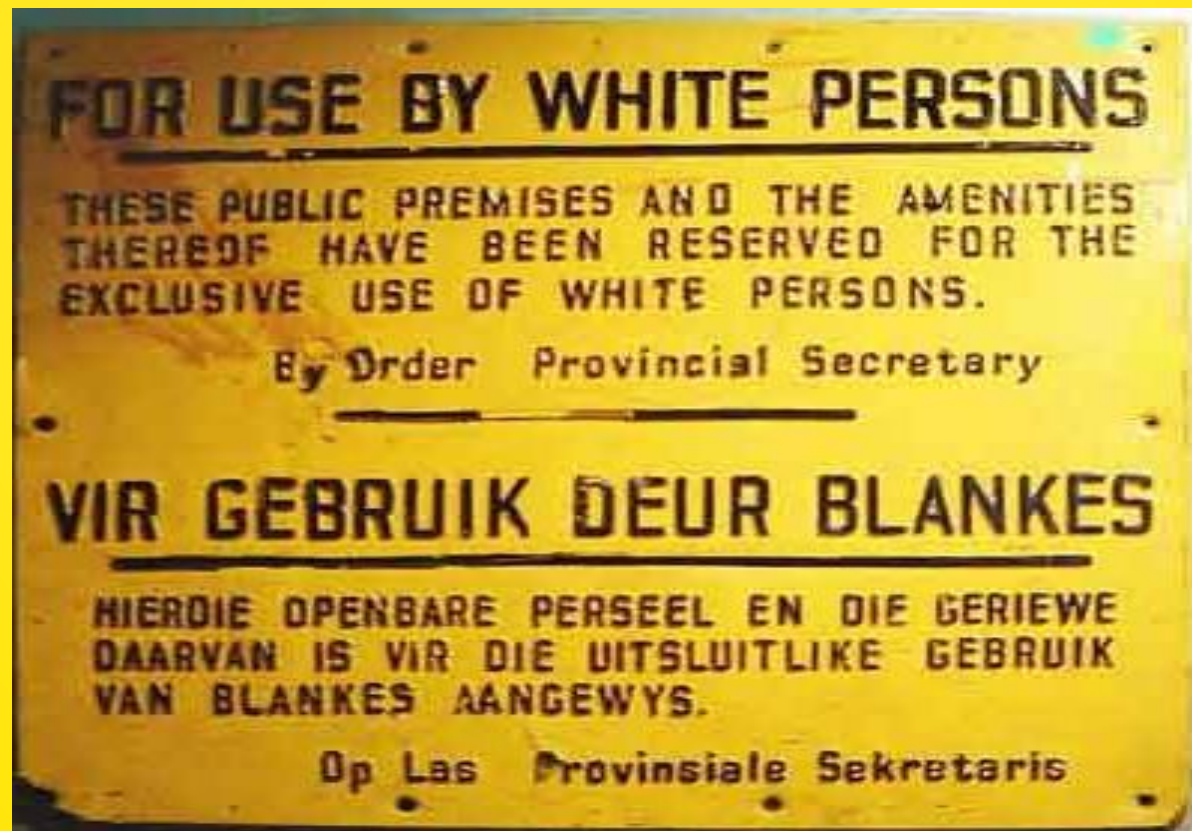 FOR USE BY WHITE PERSONS
THESE PUBLIC PREMISES AND THE AMENITIES
THEREOF HAVE BEEN RESERVED FOR THE
EXCLUSIVE USE OF WHITE PERSONS.
By Order Provincial Secretary
VIR GEBRUIK DEUR BLANKES
HIERDIE OPENBARE PERSEEL EN DIE GERIEWE
DAARVAN IS VIR DIE UITSLUITLIKE GEBRUIK
VAN BLANKES AANGEWYS.
Op Las Provinsiale Sekretaris